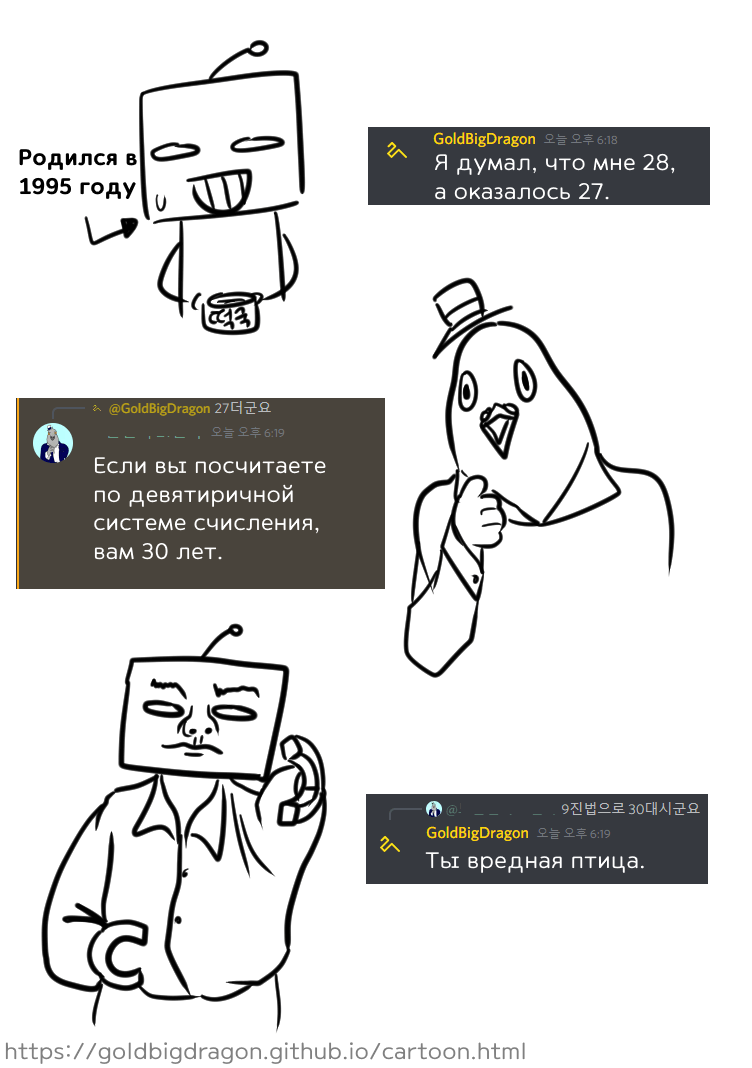 Родился в
1995 году
GoldBigDragon 오늘 오후 6:18
Я думал, что мне 28,
а оказалось 27.
떡국
@GoldBigDragon 27더군요
오늘 오후 6:19
Если вы посчитаете
по девятиричной
системе счисления,
вам 30 лет.
@ 9진법으로 30대시군요
GoldBigDragon 오늘 오후 6:19
Ты вредная птица.
https://goldbigdragon.github.io/cartoon.html